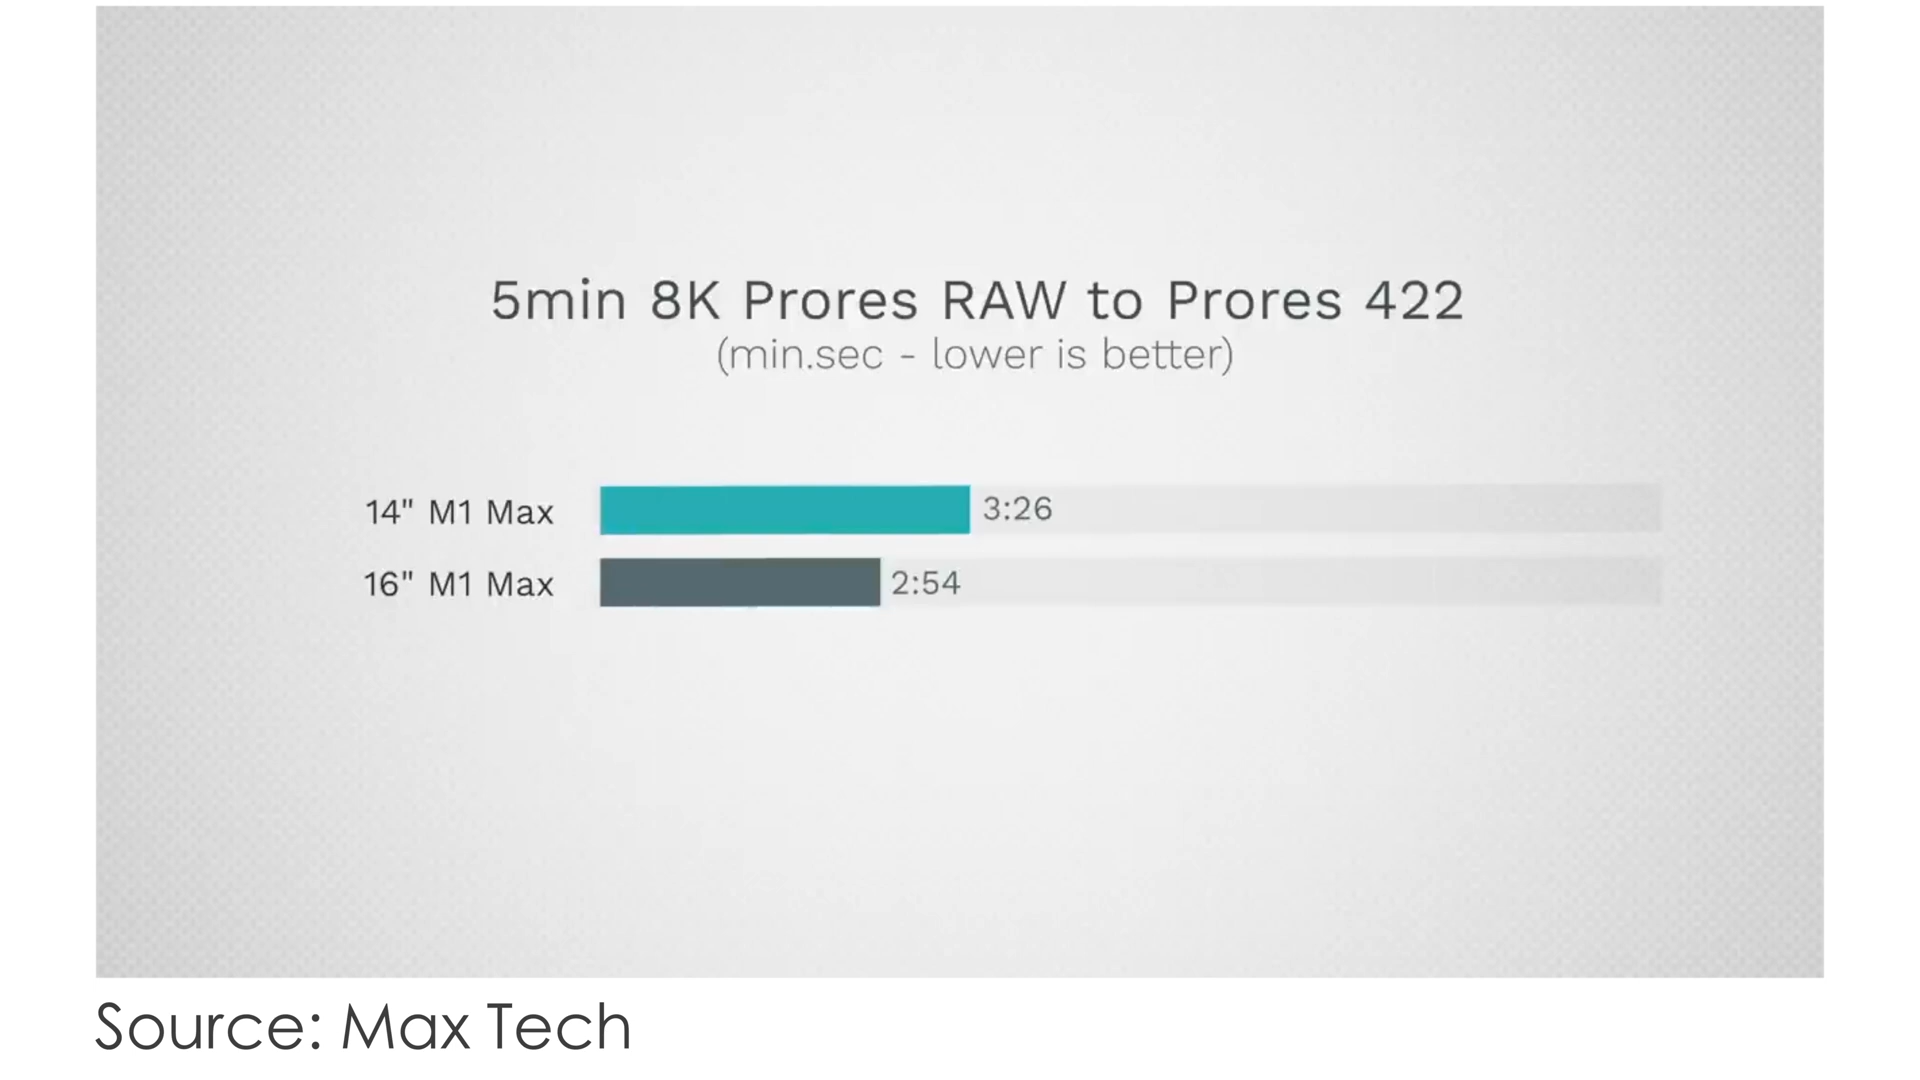 5min 8K Prores RAW to Prores 422
(min.sec - lower is better)
14" M1 Max 3:26
16" M1 Max 2:54
Source: Max Tech